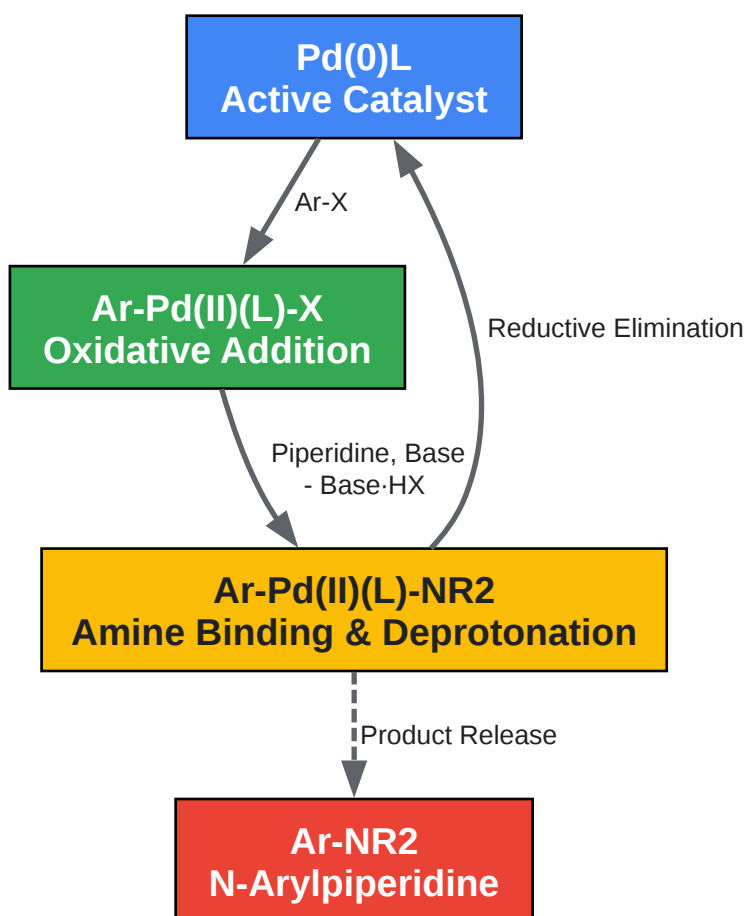 Pd(0)L
Active Catalyst
Ar-X
Ar-Pd(II)(L)-X
Oxidative Addition
Reductive Elimination
Piperidine, Base
- Base·HX
Ar-Pd(II)(L)-NR2
Amine Binding & Deprotonation
Product Release
Ar-NR2
N-Arylpiperidine